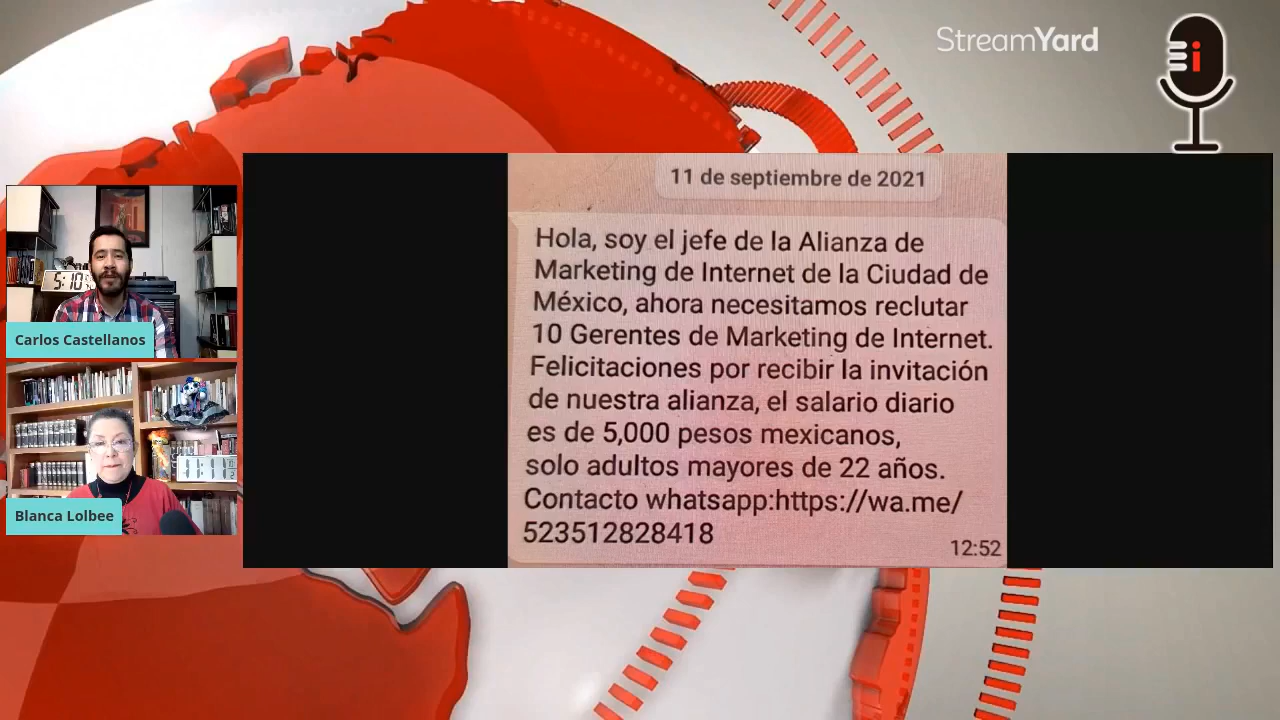 StreamYard
i
11 de septiembre de 2021
Hola, soy el jefe de la Alianza de
Marketing de Internet de la Ciudad de
México, ahora necesitamos reclutar
10 Gerentes de Marketing de Internet.
Felicitaciones por recibir la invitación
de nuestra alianza, el salario diario
es de 5,000 pesos mexicanos,
solo adultos mayores de 22 años.
Contacto whatsapp:https://wa.me/
523512828418
12:52
5:10
Carlos Castellanos
Blanca Lolbee